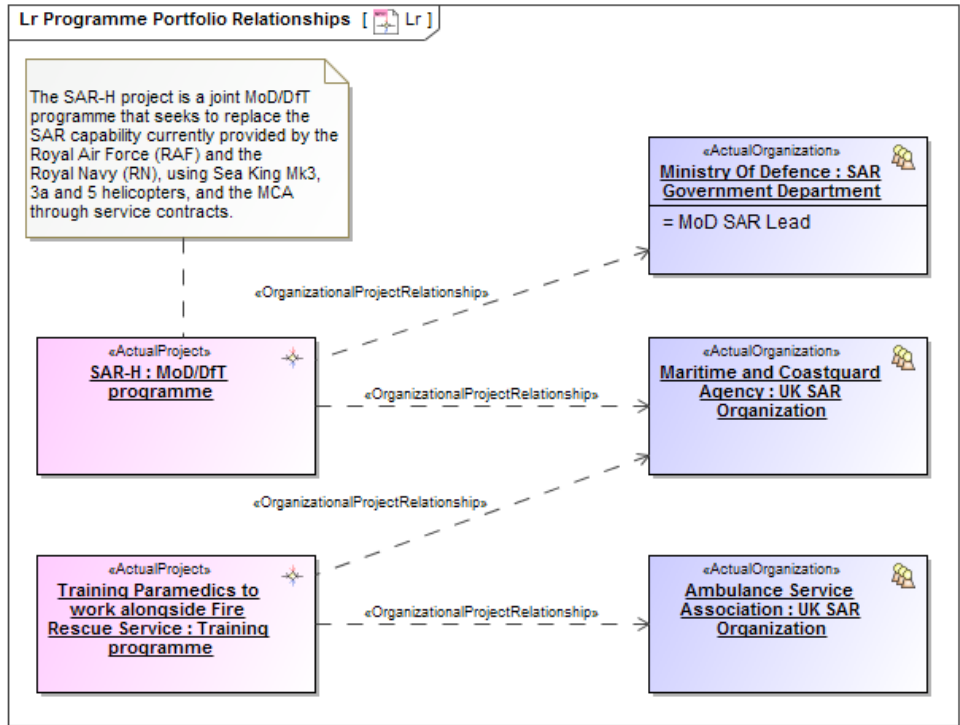 Lr Programme Portfolio Relationships [ Lr ]
The SAR-H project is a joint MoD/DfT
programme that seeks to replace the
SAR capability currently provided by the
Royal Air Force (RAF) and the
Royal Navy (RN), using Sea King Mk3,
3a and 5 helicopters, and the MCA
through service contracts.
«ActualOrganization»
Ministry Of Defence : SAR
Government Department
= MoD SAR Lead
«OrganizationalProjectRelationship»
«ActualProject»
SAR-H : MoD/DfT
programme
«OrganizationalProjectRelationship»
«ActualOrganization»
Maritime and Coastguard
Agency : UK SAR
Organization
«OrganizationalProjectRelationship»
«ActualProject»
Training Paramedics to
work alongside Fire
Rescue Service : Training
programme
«OrganizationalProjectRelationship»
«ActualOrganization»
Ambulance Service
Association : UK SAR
Organization